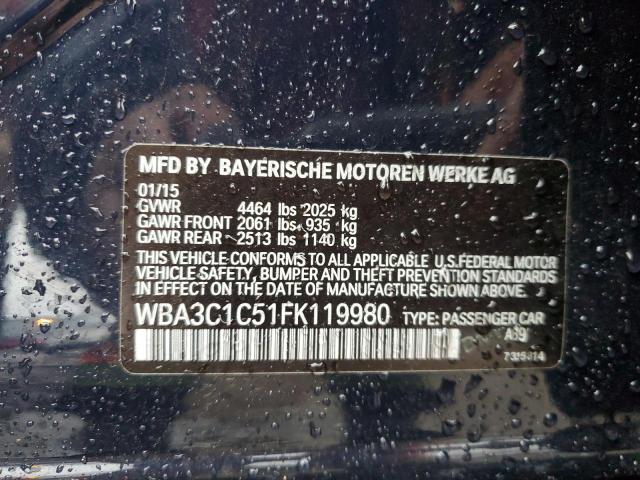 MFD BY BAYERISCHE MOTOREN WERKE AG
01/15
GVWR 4464 lbs 2025 kg
GAWR FRONT 2061 lbs 935 kg
GAWR REAR 2513 lbs 1140 kg
THIS VEHICLE CONFORMS TO ALL APPLICABLE U.S.FEDERAL MOTOR
VEHICLE SAFETY, BUMPER AND THEFT PREVENTION STANDARDS
IN EFFECT ON THE DATE OF MANUFACTURE SHOWN ABOVE.
WBA3C1C51FK119980 TYPE: PASSENGER CAR